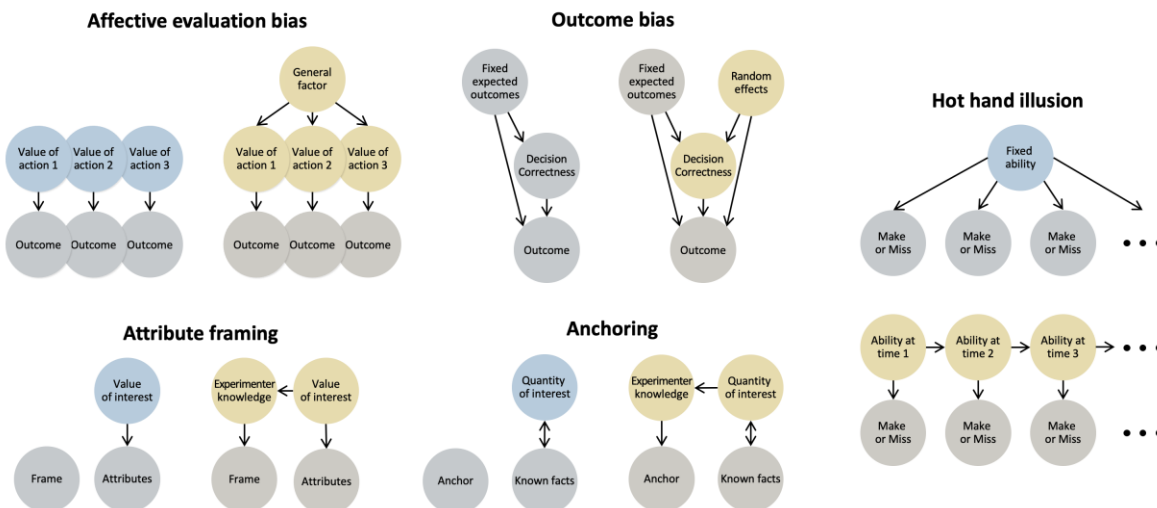 Affective evaluation bias
General
factor
Value of
action 1
Value of
action 2
Value of
action 3
Value of
action 1
Value of
action 2
Value of
action 3
Outcome
Outcome
Outcome
Outcome
Outcome
Outcome
Outcome bias
Fixed
expected
outcomes
Decision
Correctness
Outcome
Fixed
expected
outcomes
Random
effects
Decision
Correctness
Outcome
Hot hand illusion
Fixed
ability
Make
or Miss
Make
or Miss
Make
or Miss
• • •
Ability at
time 1
Ability at
time 2
Ability at
time 3
• • •
Make
or Miss
Make
or Miss
Make
or Miss
• • •
Attribute framing
Value
of interest
Frame
Attributes
Experimenter
knowledge
Value of
interest
Frame
Attributes
Anchoring
Quantity
of interest
Anchor
Known facts
Experimenter
knowledge
Quantity
of interest
Anchor
Known facts